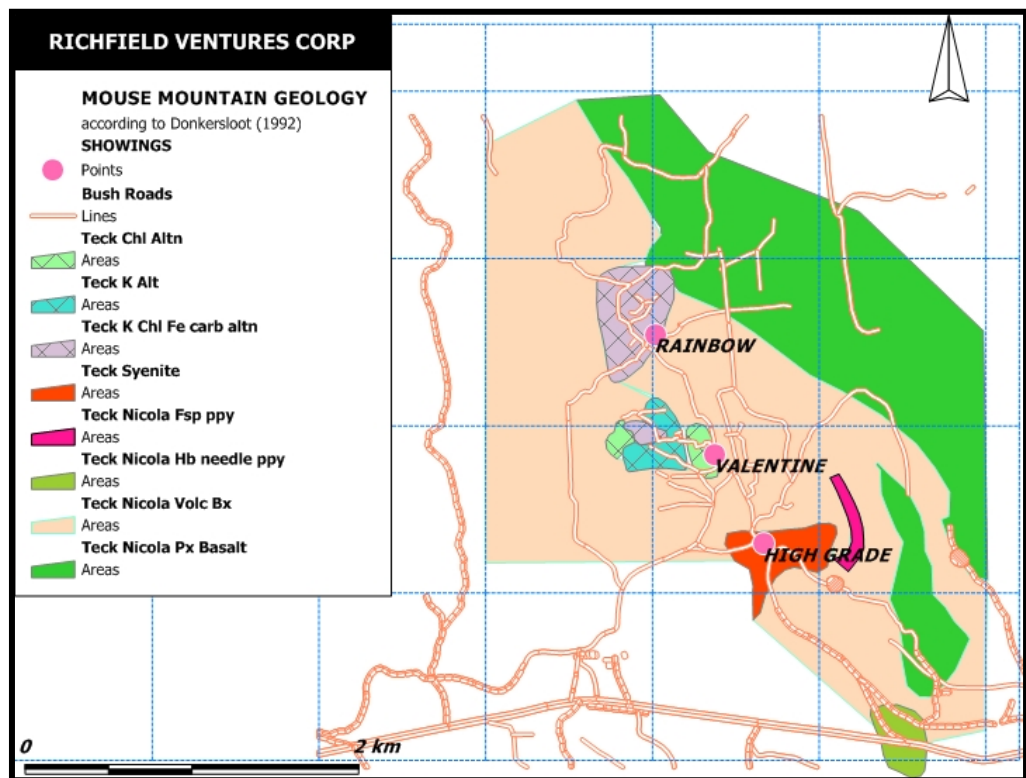 RICHFIELD VENTURES CORP
MOUSE MOUNTAIN GEOLOGY
according to Donkersloot (1992)
SHOWINGS
Points
Bush Roads
Lines
Teck Chl Altn
Areas
Teck K Alt
Areas
Teck K Chl Fe carb altn
Areas
Teck Syenite
Areas
Teck Nicola Fsp ppy
Areas
Teck Nicola Hb needle ppy
Areas
Teck Nicola Volc Bx
Areas
Teck Nicola Px Basalt
Areas
RAINBOW
VALENTINE
HIGH GRADE
0 2 km